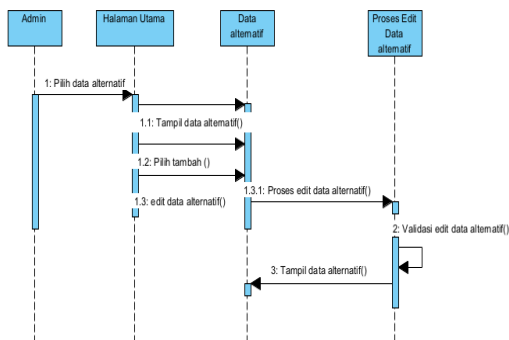 Admin
Halaman Utama
Data
alternatif
Proses Edit
Data
alternatif
1: Pilih data alternatif
1.1: Tampil data alternatif()
1.2: Pilih tambah ()
1.3: edit data alternatif()
1.3.1: Proses edit data alternatif()
2: Validasi edit data alternatif()
3: Tampil data alternatif()